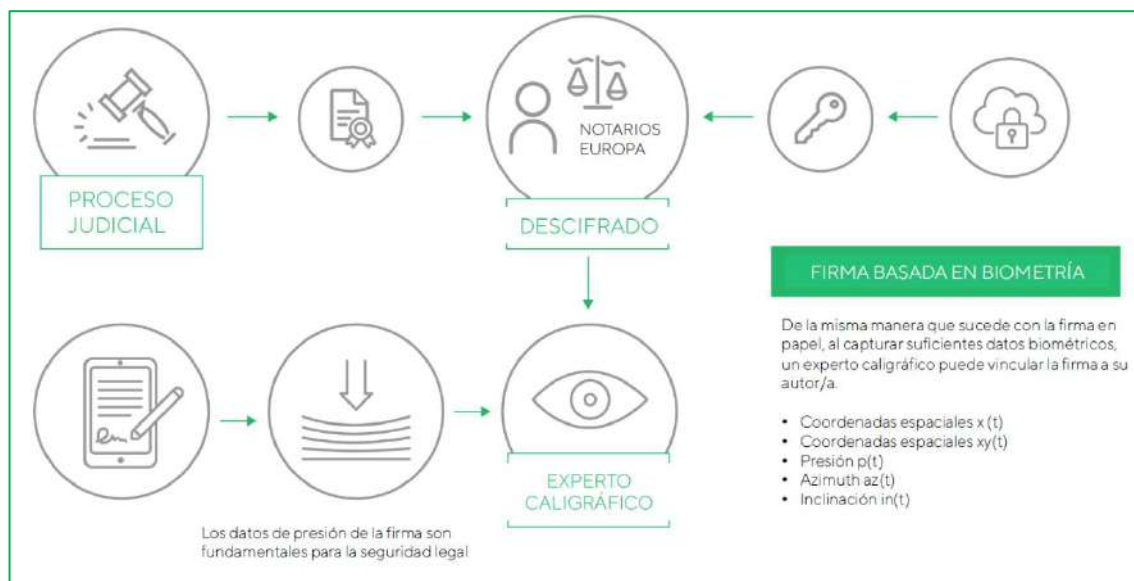 NOTARIOS
EUROPA
PROCESO
JUDICIAL
DESCIFRADO
FIRMA BASADA EN BIOMETRÍA
De la misma manera que sucede con la firma en
papel, al capturar suficientes datos biométricos,
un experto caligráfico puede vincular la firma a su
autor/a.
• Coordenadas espaciales x (t)
• Coordenadas espaciales xy(t)
• Presión p(t)
• Azimuth az(t)
• Inclinación in(t)
EXPERTO
CALIGRÁFICO
Los datos de presión de la firma son
fundamentales para la seguridad legal